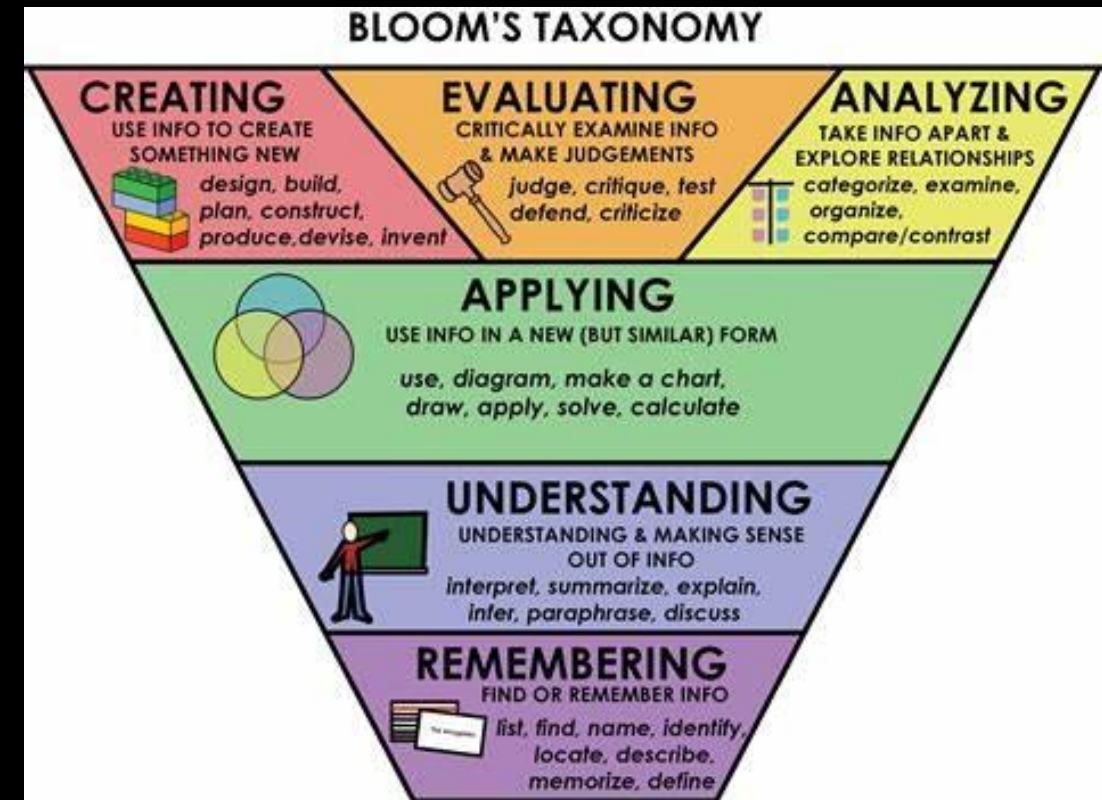 BLOOM'S TAXONOMY
CREATING
USE INFO TO CREATE
SOMETHING NEW
design, build,
plan, construct,
produce, devise, invent
EVALUATING
CRITICALLY EXAMINE INFO
& MAKE JUDGEMENTS
judge, critique, test
defend, criticize
ANALYZING
TAKE INFO APART &
EXPLORE RELATIONSHIPS
categorize, examine,
organize,
compare/contrast
APPLYING
USE INFO IN A NEW (BUT SIMILAR) FORM
use, diagram, make a chart,
draw, apply, solve, calculate
UNDERSTANDING
UNDERSTANDING & MAKING SENSE
OUT OF INFO
interpret, summarize, explain,
infer, paraphrase, discuss
REMEMBERING
FIND OR REMEMBER INFO
list, find, name, identify,
locate, describe,
memorize, define